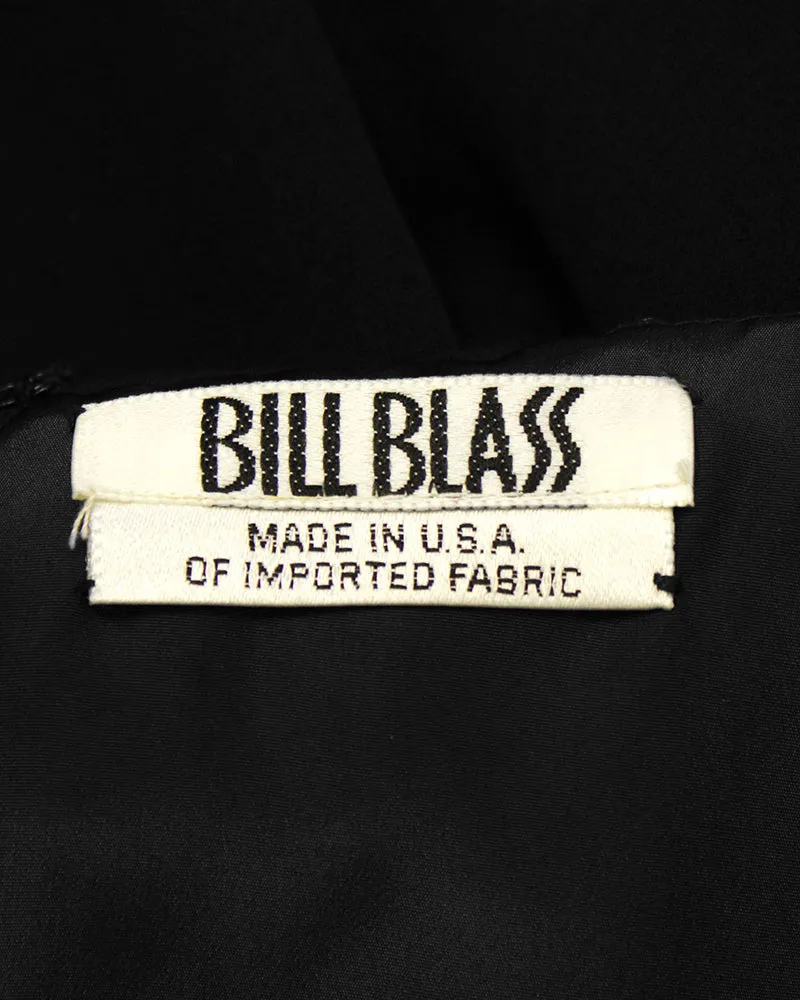 BILL BLASS
MADE IN U.S.A.
OF IMPORTED FABRIC